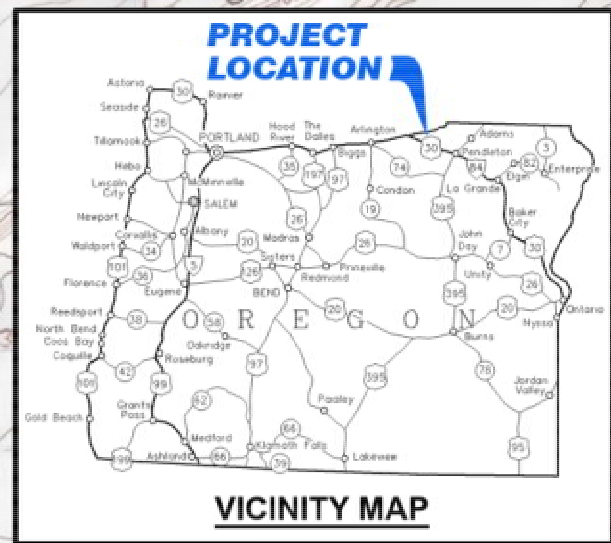 PROJECT
LOCATION
Astoria
30
Rainier
Seaside
26
Tillamook
PORTLAND
Hood
River
The
Dalles
Arlington
Adams
30
Pendleton
3
Biggs
Hebo
35
197
97
74
84
82
Elgin
Enterprise
La Grande
McMinnville
Lincoln
City
SALEM
Condon
19
395
Baker
City
Newport
26
Corvallis
Albany
Madras
John
Day
7
30
Waldport
34
20
26
Sisters
Prineville
Unity
101
36
5
126
Redmond
26
Florence
Eugene
BEND
395
Ontario
20
20
Nyssa
Reedsport
38
OREGON
58
North Bend
Coos Bay
Oakridge
Burns
Coquille
Roseburg
97
78
42
395
101
99
Jordan
Valley
62
Paisley
Gold Beach
Grants
Pass
66
95
Medford
Klamath Falls
199
Ashland
66
39
Lakeview
VICINITY MAP